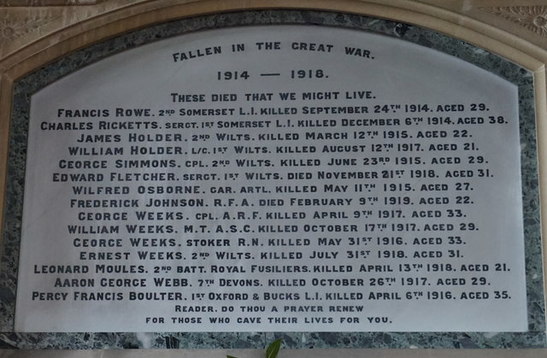 FALLEN IN THE GREAT WAR.
1914 — 1918.
THESE DIED THAT WE MIGHT LIVE.
FRANCIS ROWE. 2ND SOMERSET L.I. KILLED SEPTEMBER 24TH 1914. AGED 29.
CHARLES RICKETTS. SERGT. 1ST SOMERSET L.I. KILLED DECEMBER 6TH 1914. AGED 38.
JAMES HOLDER. 2ND WILTS. KILLED MARCH 12TH 1915. AGED 22.
WILLIAM HOLDER. L/C. 1ST WILTS. KILLED AUGUST 12TH 1917. AGED 21.
GEORGE SIMMONS. CPL. 2ND WILTS. KILLED JUNE 23RD 1915. AGED 29.
EDWARD FLETCHER. SERGT. 1ST WILTS. DIED NOVEMBER 21ST 1918. AGED 31.
WILFRED OSBORNE. GAR. ARTL. KILLED MAY 11TH 1915. AGED 27.
FREDERICK JOHNSON. R.F.A. DIED FEBRUARY 9TH 1919. AGED 22.
GEORGE WEEKS. CPL. A.R.F. KILLED APRIL 9TH 1917. AGED 33.
WILLIAM WEEKS. M.T. A.S.C. KILLED OCTOBER 17TH 1917. AGED 29.
GEORGE WEEKS. STOKER R.N. KILLED MAY 31ST 1916. AGED 33.
ERNEST WEEKS. 2ND WILTS. KILLED JULY 31ST 1918. AGED 31.
LEONARD MOULES. 2ND BATT. ROYAL FUSILIERS. KILLED APRIL 13TH 1918. AGED 21.
AARON GEORGE WEBB. 7TH DEVONS. KILLED OCTOBER 26TH 1917. AGED 29.
PERCY FRANCIS BOULTER. 1ST OXFORD & BUCKS L.I. KILLED APRIL 6TH 1916. AGED 35.
READER, DO THOU A PRAYER RENEW
FOR THOSE WHO GAVE THEIR LIVES FOR YOU.